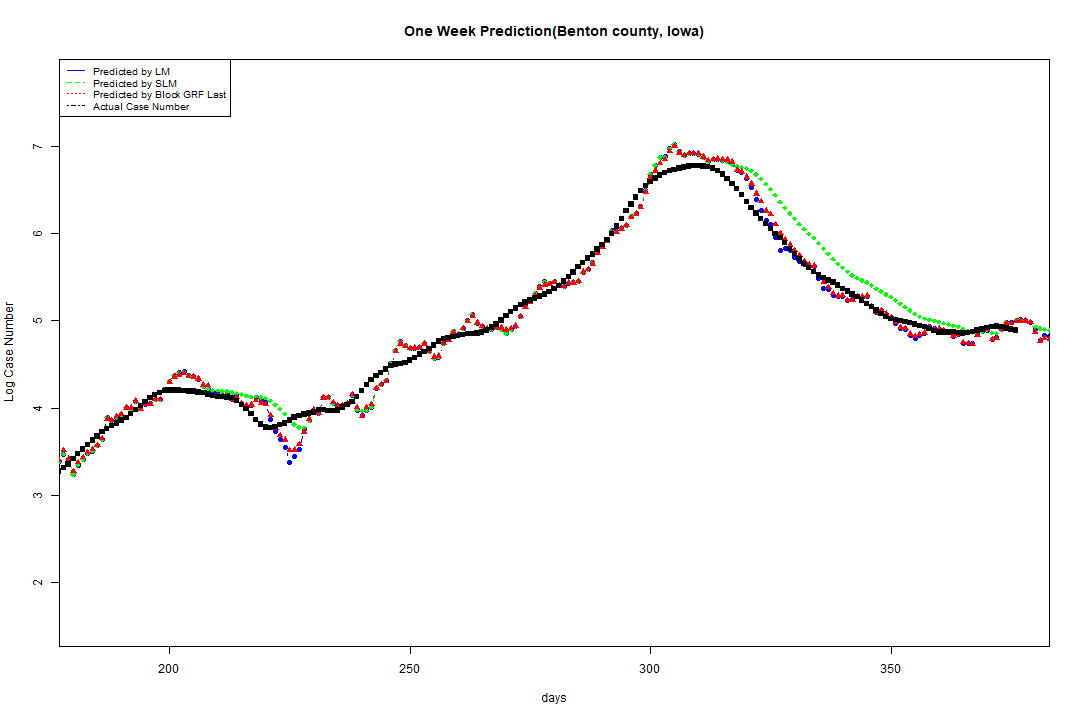 One Week Prediction(Benton county, Iowa)
Predicted by LM
Predicted by SLM
Predicted by Block GRF Last
Actual Case Number
7
6
5
4
3
2
Log Case Number
200 250 300 350
days